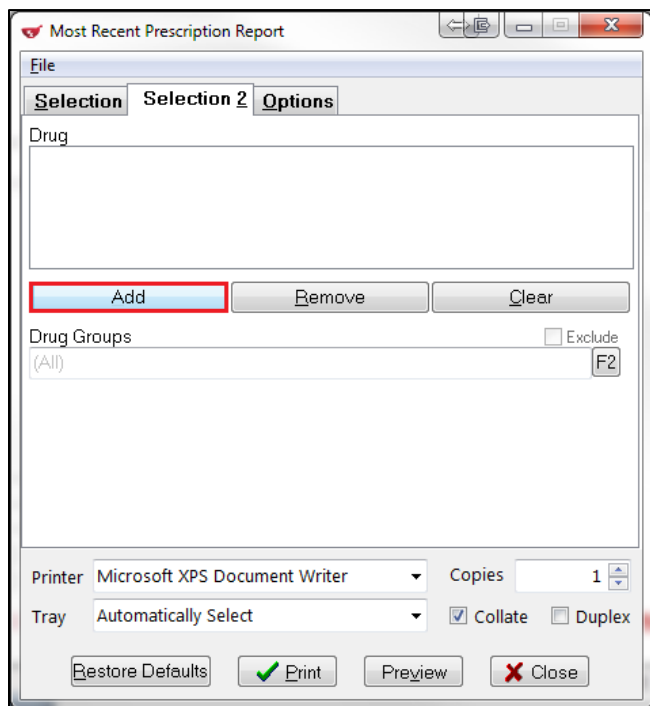 Most Recent Prescription Report
File
Selection Selection 2 Options
Drug
Add Remove Clear
Drug Groups Exclude
(All) F2
Printer Microsoft XPS Document Writer Copies 1
Tray Automatically Select Collate Duplex
Restore Defaults Print Preview Close